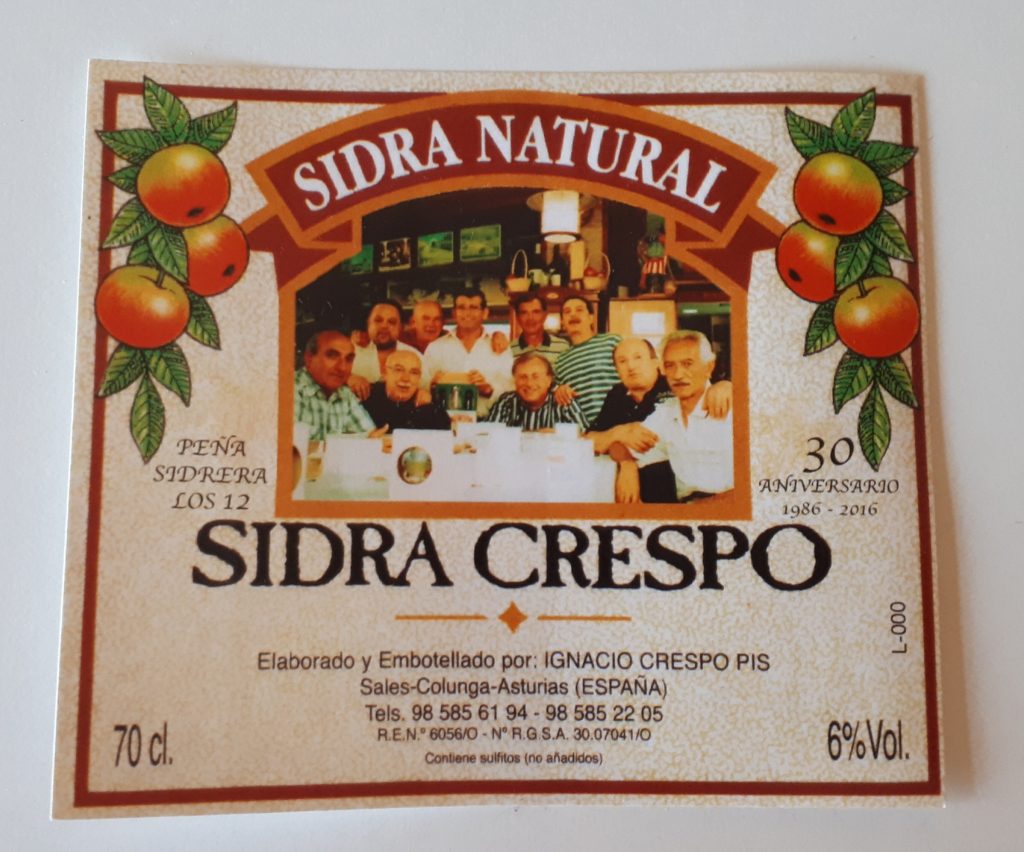 SIDRA NATURAL
PEÑA
SIDRERA
LOS 12
30
ANIVERSARIO
1986 - 2016
SIDRA CRESPO
L-000
Elaborado y Embotellado por: IGNACIO CRESPO PIS
Sales-Colunga-Asturias (ESPAÑA)
Tels. 98 585 61 94 - 98 585 22 05
R.E.N.º 6056/O - Nº R.G.S.A. 30.07041/O
Contiene sulfitos (no añadidos)
70 cl.
6%Vol.